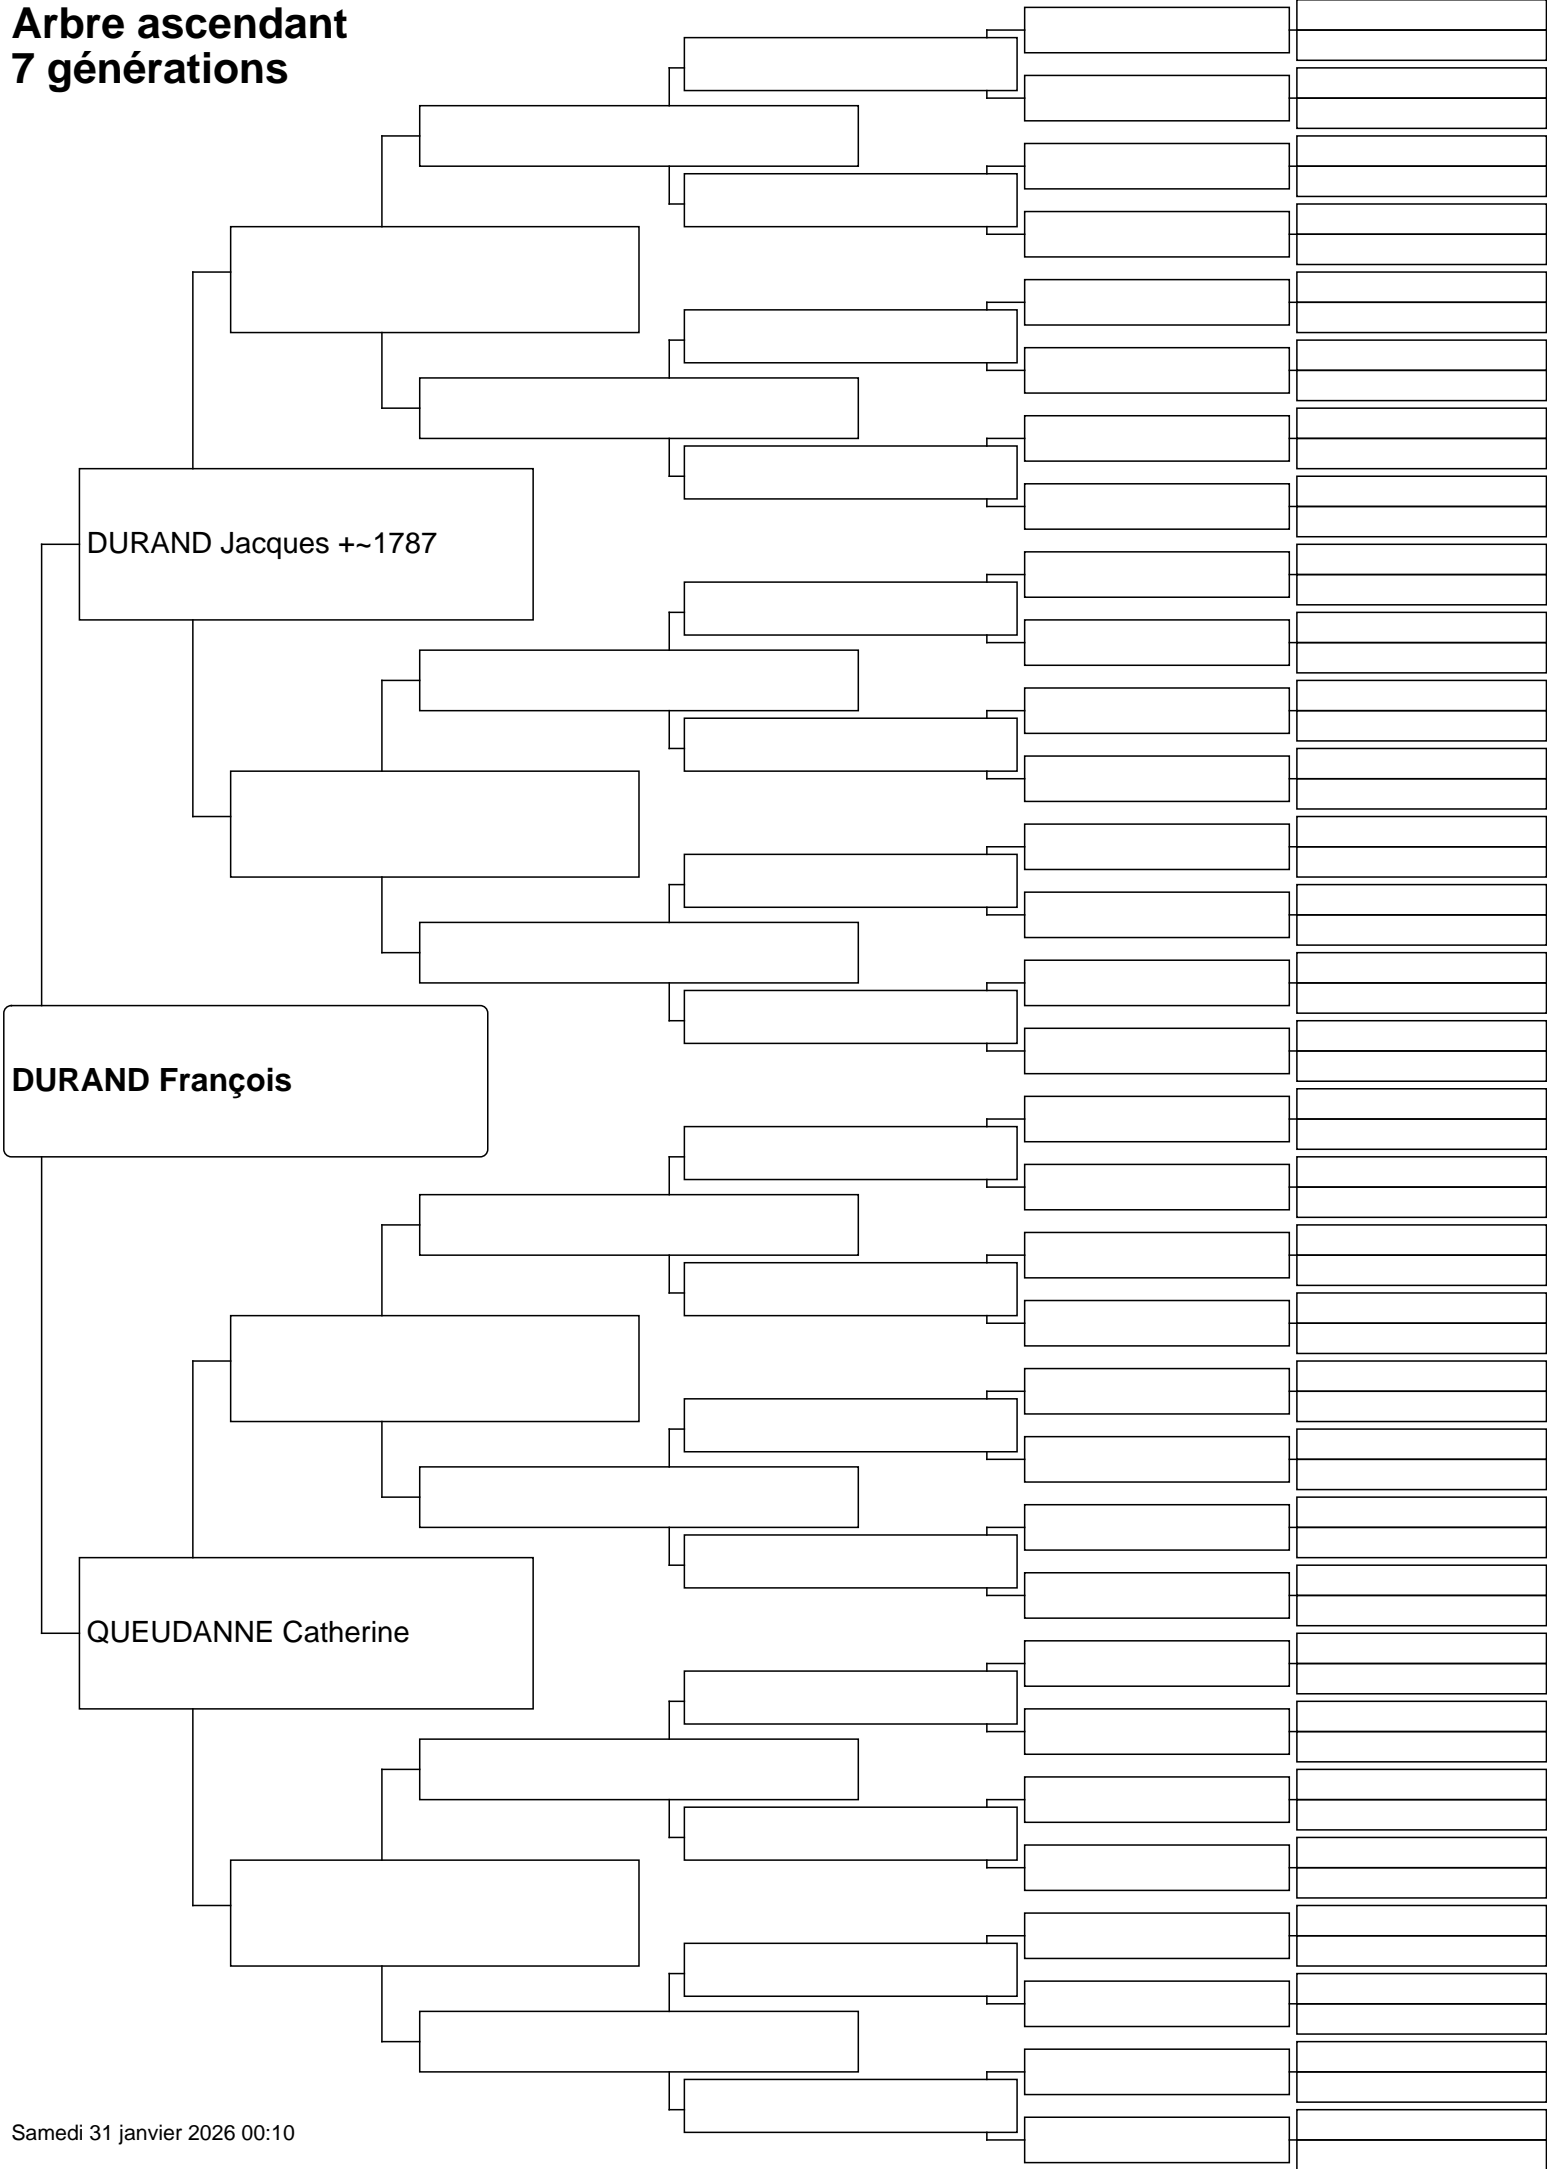 Arbre ascendant
7 générations
DURAND Jacques +~1787
DURAND François
QUEUDANNE Catherine
Samedi 31 janvier 2026 00:10